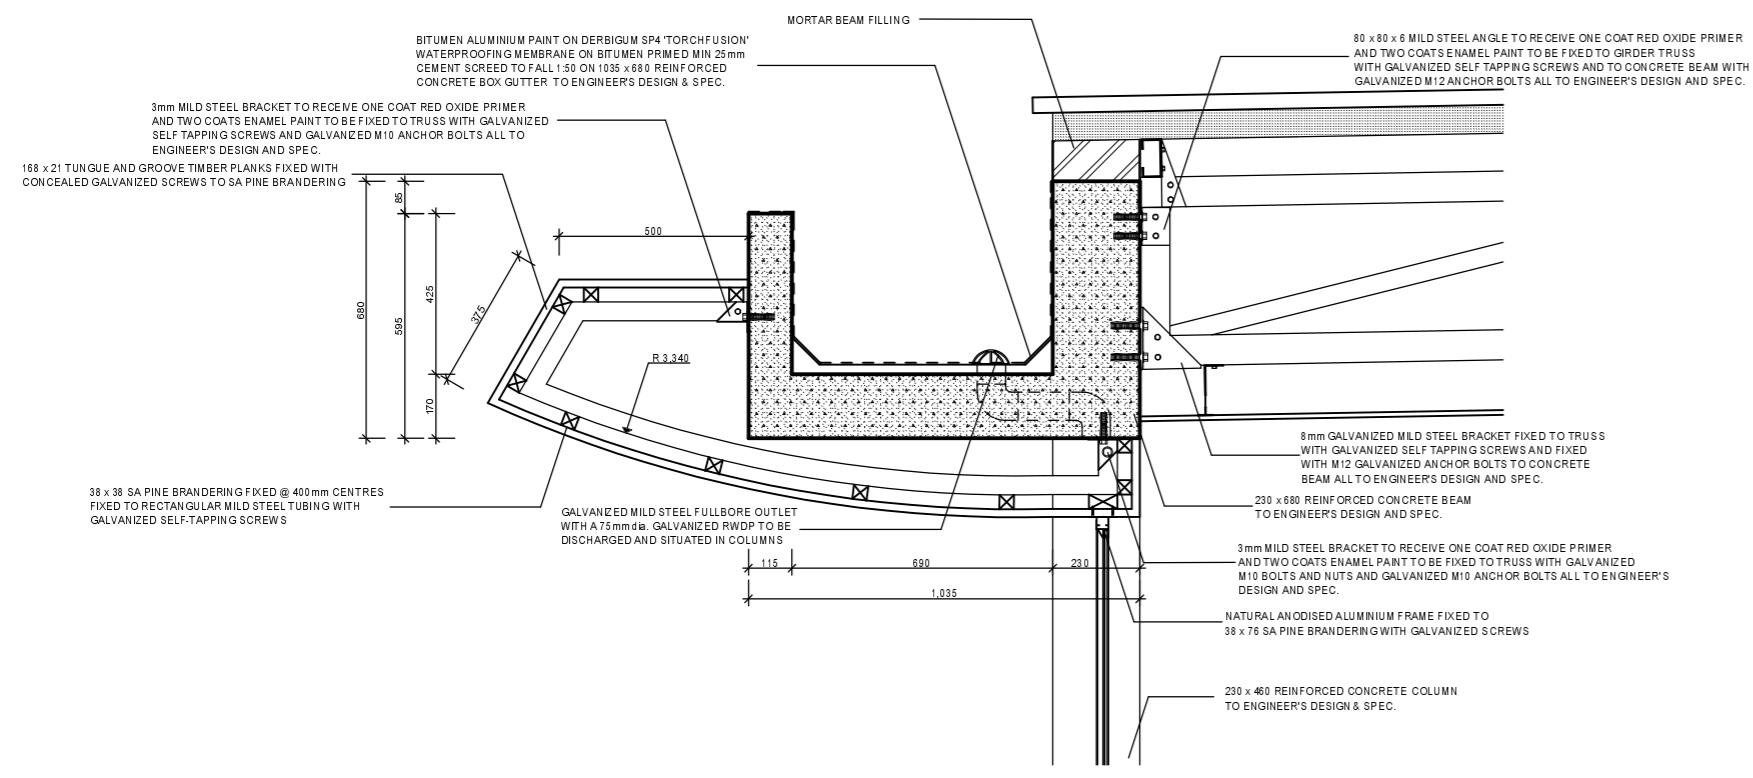 MORTAR BEAM FILLING
BITUMEN ALUMINIUM PAINT ON DERBIGUM SP4 'TORCHFUSION'
WATERPROOFING MEMBRANE ON BITUMEN PRIMED MIN 25mm
CEMENT SCREED TO FALL 1:50 ON 1035 x 680 REINFORCED
CONCRETE BOX GUTTER TO ENGINEER'S DESIGN & SPEC.
80 x 80 x 6 MILD STEEL ANGLE TO RECEIVE ONE COAT RED OXIDE PRIMER
AND TWO COATS ENAMEL PAINT TO BE FIXED TO GIRDER TRUSS
WITH GALVANIZED SELF TAPPING SCREWS AND TO CONCRETE BEAM WITH
GALVANIZED M12 ANCHOR BOLTS ALL TO ENGINEER'S DESIGN AND SPEC.
3mm MILD STEEL BRACKET TO RECEIVE ONE COAT RED OXIDE PRIMER
AND TWO COATS ENAMEL PAINT TO BE FIXED TO TRUSS WITH GALVANIZED
SELF TAPPING SCREWS AND GALVANIZED M10 ANCHOR BOLTS ALL TO
ENGINEER'S DESIGN AND SPEC.
168 x 21 TUNGUE AND GROOVE TIMBER PLANKS FIXED WITH
CONCEALED GALVANIZED SCREWS TO SA PINE BRANDERING
85
500
680
595
425
375
170
R 3,340
38 x 38 SA PINE BRANDERING FIXED @ 400mm CENTRES
FIXED TO RECTANGULAR MILD STEEL TUBING WITH
GALVANIZED SELF-TAPPING SCREWS
GALVANIZED MILD STEEL FULLBORE OUTLET
WITH A 75mm dia. GALVANIZED RWDP TO BE
DISCHARGED AND SITUATED IN COLUMNS
115
690
230
1,035
8mm GALVANIZED MILD STEEL BRACKET FIXED TO TRUSS
WITH GALVANIZED SELF TAPPING SCREWS AND FIXED
WITH M12 GALVANIZED ANCHOR BOLTS TO CONCRETE
BEAM ALL TO ENGINEER'S DESIGN AND SPEC.
230 x 680 REINFORCED CONCRETE BEAM
TO ENGINEER'S DESIGN AND SPEC.
3mm MILD STEEL BRACKET TO RECEIVE ONE COAT RED OXIDE PRIMER
AND TWO COATS ENAMEL PAINT TO BE FIXED TO TRUSS WITH GALVANIZED
M10 BOLTS AND NUTS AND GALVANIZED M10 ANCHOR BOLTS ALL TO ENGINEER'S
DESIGN AND SPEC.
NATURAL ANODISED ALUMINIUM FRAME FIXED TO
38 x 76 SA PINE BRANDERING WITH GALVANIZED SCREWS
230 x 460 REINFORCED CONCRETE COLUMN
TO ENGINEER'S DESIGN & SPEC.